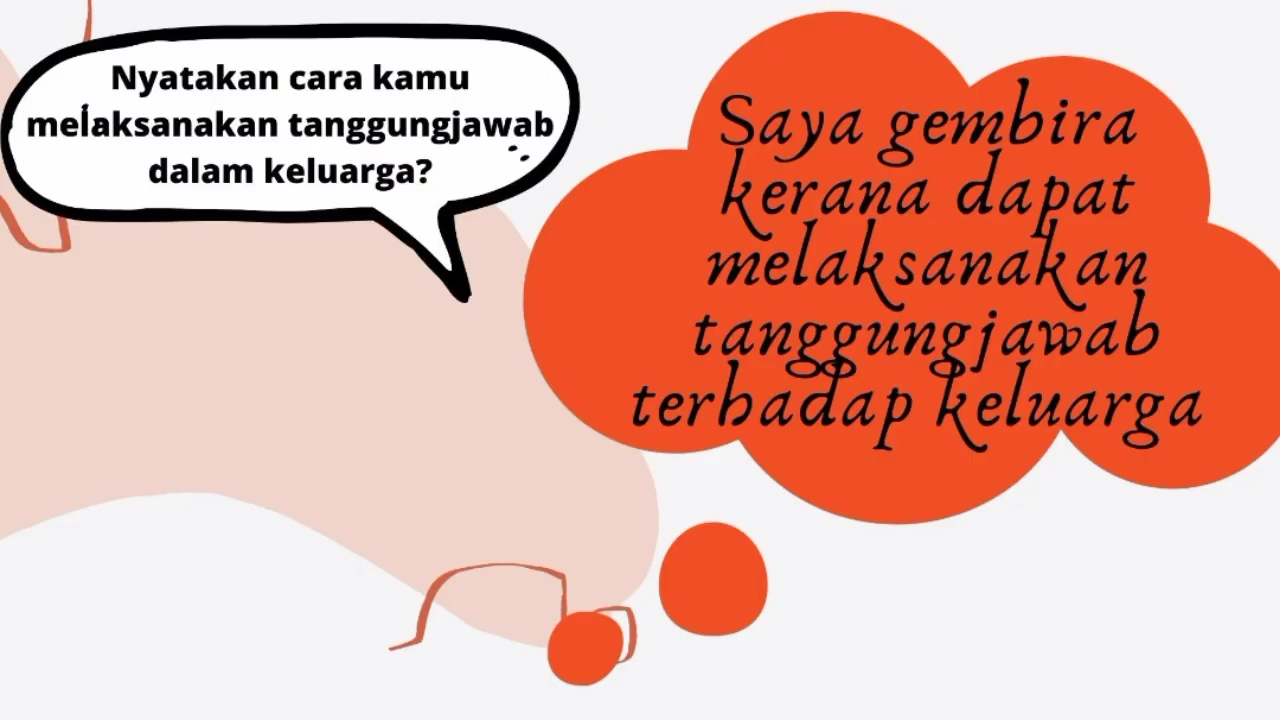 Nyatakan cara kamu
melaksanakan tanggungjawab
dalam keluarga?
Saya gembira
kerana dapat
melaksanakan
tanggungjawab
terhadap keluarga